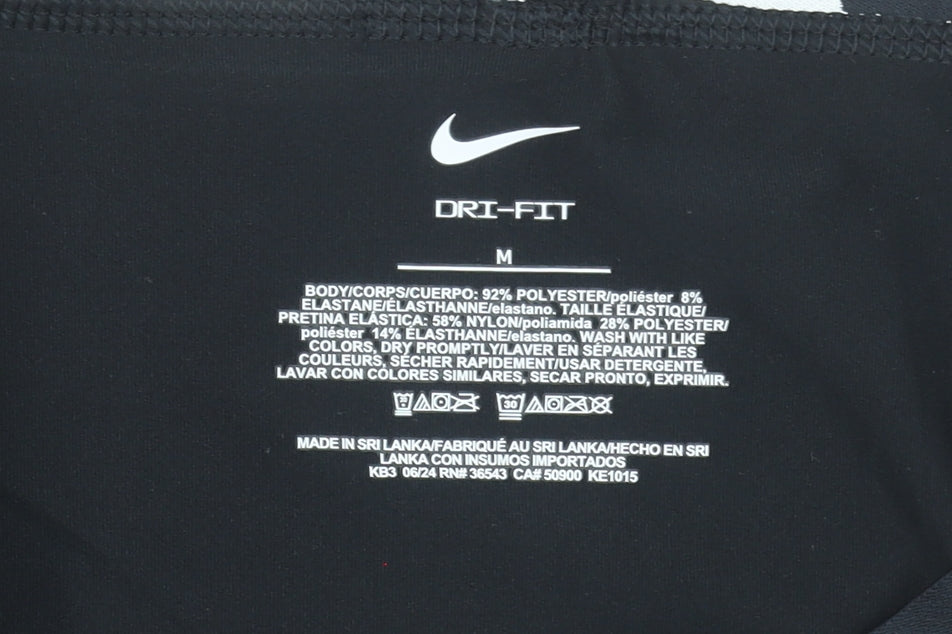 DRI-FIT
M
BODY/CORPS/CUERPO: 92% POLYESTER/poliéster 8%
ELASTANE/ÉLASTHANNE/elastano. TAILLE ÉLASTIQUE/
PRETINA ELÁSTICA: 58% NYLON/poliamida 28% POLYESTER/
poliéster 14% ÉLASTHANNE/elastano. WASH WITH LIKE
COLORS, DRY PROMPTLY/LAVER EN SÉPARANT LES
COULEURS, SÉCHER RAPIDEMENT/USAR DETERGENTE,
LAVAR CON COLORES SIMILARES, SECAR PRONTO, EXPRIMIR.
30
MADE IN SRI LANKA/FABRIQUÉ AU SRI LANKA/HECHO EN SRI
LANKA CON INSUMOS IMPORTADOS
KB3 06/24 RN# 36543 CA# 50900 KE1015